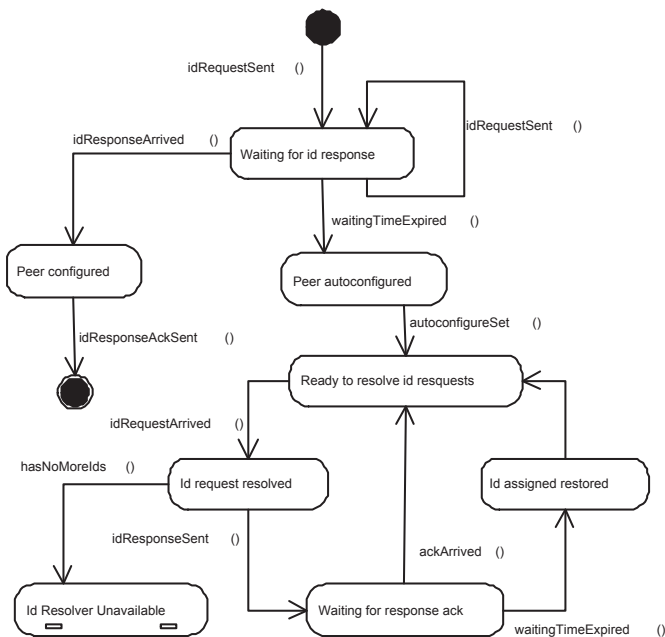 idRequestSent ()
idResponseArrived ()
idRequestSent ()
Waiting for id response
waitingTimeExpired ()
Peer configured
Peer autoconfigured
idResponseAckSent ()
autoconfigureSet ()
Ready to resolve id resquests
idRequestArrived ()
hasNoMoreIds ()
Id request resolved
Id assigned restored
idResponseSent ()
ackArrived ()
Id Resolver Unavailable
Waiting for response ack
waitingTimeExpired ()